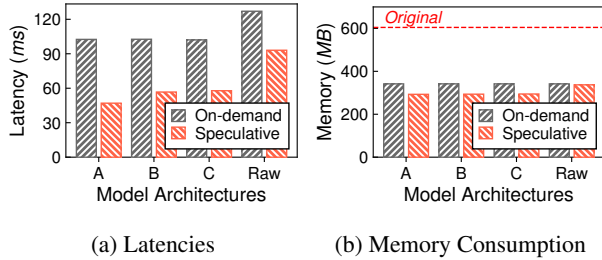 120
90
60
30
0
Latency (ms)
On-demand
Speculative
A B C Raw
Model Architectures
(a) Latencies
Original
600
400
200
0
Memory (MB)
On-demand
Speculative
A B C Raw
Model Architectures
(b) Memory Consumption